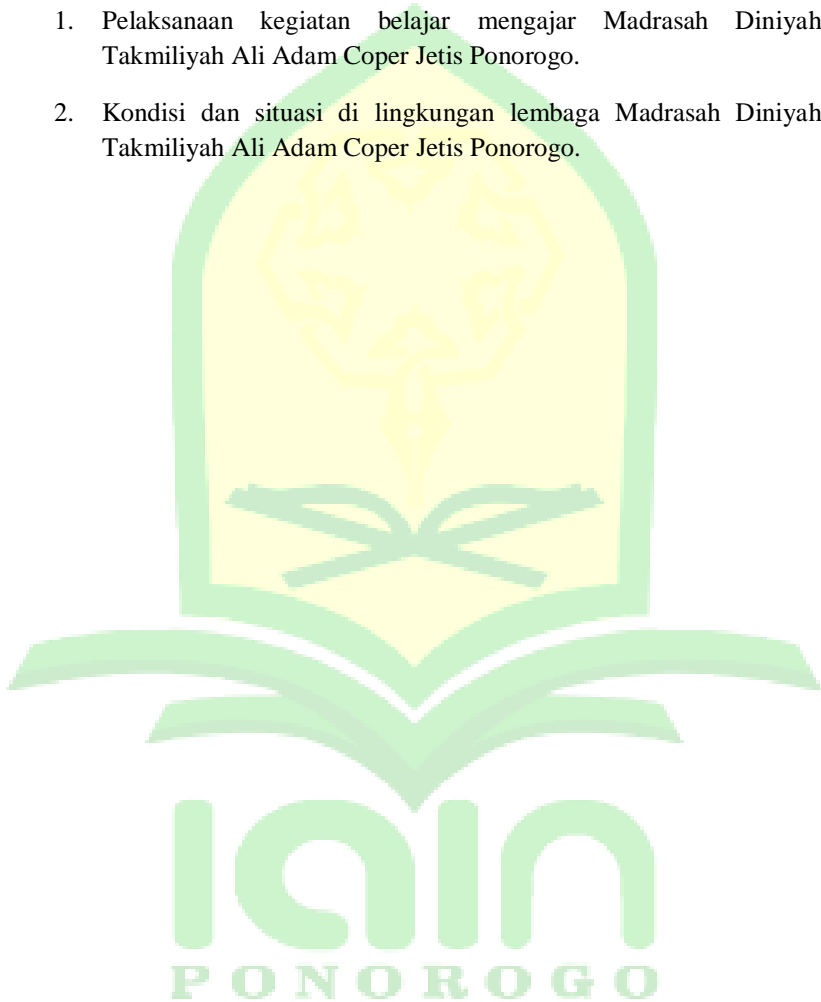 1. Pelaksanaan kegiatan belajar mengajar Madrasah Diniyah
Takmiliyah Ali Adam Coper Jetis Ponorogo.
2. Kondisi dan situasi di lingkungan lembaga Madrasah Diniyah
Takmiliyah Ali Adam Coper Jetis Ponorogo.
iain
PONOROGO